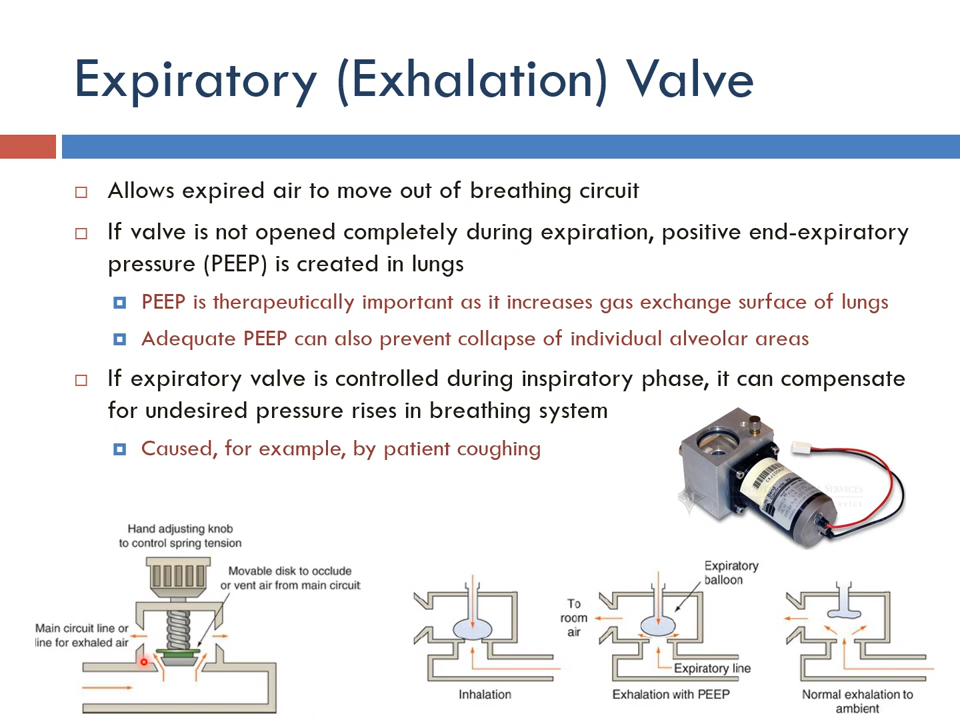 Expiratory (Exhalation) Valve
Allows expired air to move out of breathing circuit
If valve is not opened completely during expiration, positive end-expiratory
pressure (PEEP) is created in lungs
PEEP is therapeutically important as it increases gas exchange surface of lungs
Adequate PEEP can also prevent collapse of individual alveolar areas
If expiratory valve is controlled during inspiratory phase, it can compensate
for undesired pressure rises in breathing system
Caused, for example, by patient coughing
Hand adjusting knob
to control spring tension
Movable disk to occlude
or vent air from main circuit
Main circuit line or
line for exhaled air
Inhalation
To
room
air
Expiratory
balloon
Expiratory line
Exhalation with PEEP
Normal exhalation to
ambient